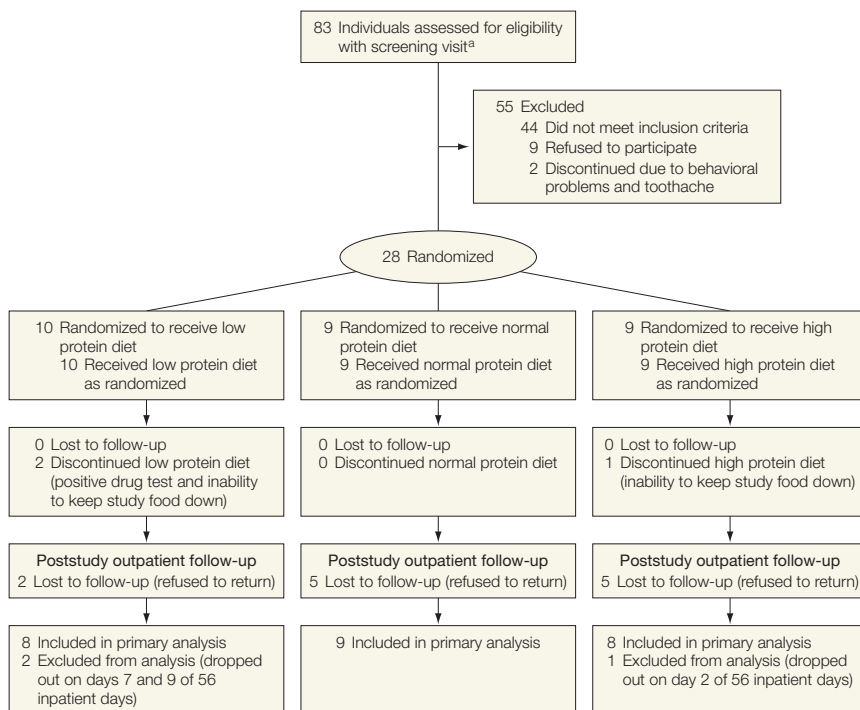 83 Individuals assessed for eligibility
with screening visitᵃ
55 Excluded
44 Did not meet inclusion criteria
9 Refused to participate
2 Discontinued due to behavioral
problems and toothache
28 Randomized
10 Randomized to receive low
protein diet
10 Received low protein diet
as randomized
9 Randomized to receive normal
protein diet
9 Received normal protein diet
as randomized
9 Randomized to receive high
protein diet
9 Received high protein diet
as randomized
0 Lost to follow-up
2 Discontinued low protein diet
(positive drug test and inability
to keep study food down)
0 Lost to follow-up
0 Discontinued normal protein diet
0 Lost to follow-up
1 Discontinued high protein diet
(inability to keep study food down)
Poststudy outpatient follow-up
2 Lost to follow-up (refused to return)
Poststudy outpatient follow-up
5 Lost to follow-up (refused to return)
Poststudy outpatient follow-up
5 Lost to follow-up (refused to return)
8 Included in primary analysis
2 Excluded from analysis (dropped
out on days 7 and 9 of 56
inpatient days)
9 Included in primary analysis
8 Included in primary analysis
1 Excluded from analysis (dropped
out on day 2 of 56 inpatient days)